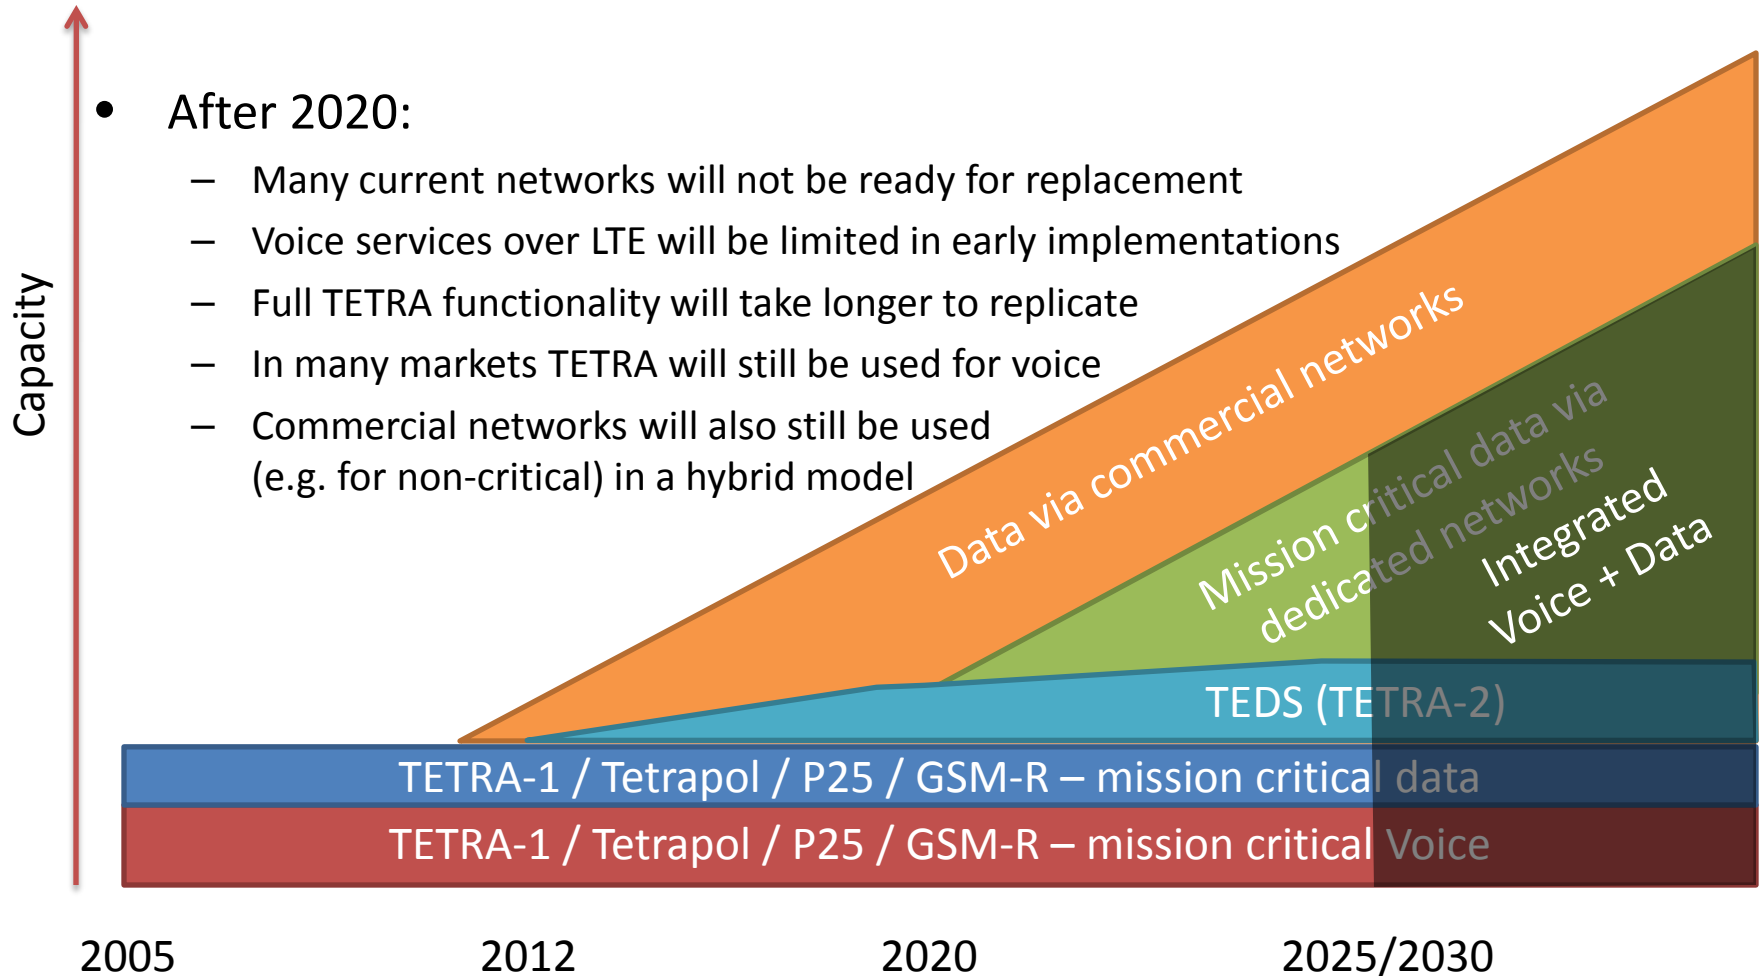 Capacity
• After 2020:
– Many current networks will not be ready for replacement
– Voice services over LTE will be limited in early implementations
– Full TETRA functionality will take longer to replicate
– In many markets TETRA will still be used for voice
– Commercial networks will also still be used
(e.g. for non-critical) in a hybrid model
Data via commercial networks
Mission critical data via
dedicated networks
Integrated
Voice + Data
TEDS (TETRA-2)
TETRA-1 / Tetrapol / P25 / GSM-R – mission critical data
TETRA-1 / Tetrapol / P25 / GSM-R – mission critical Voice
2005 2012 2020 2025/2030